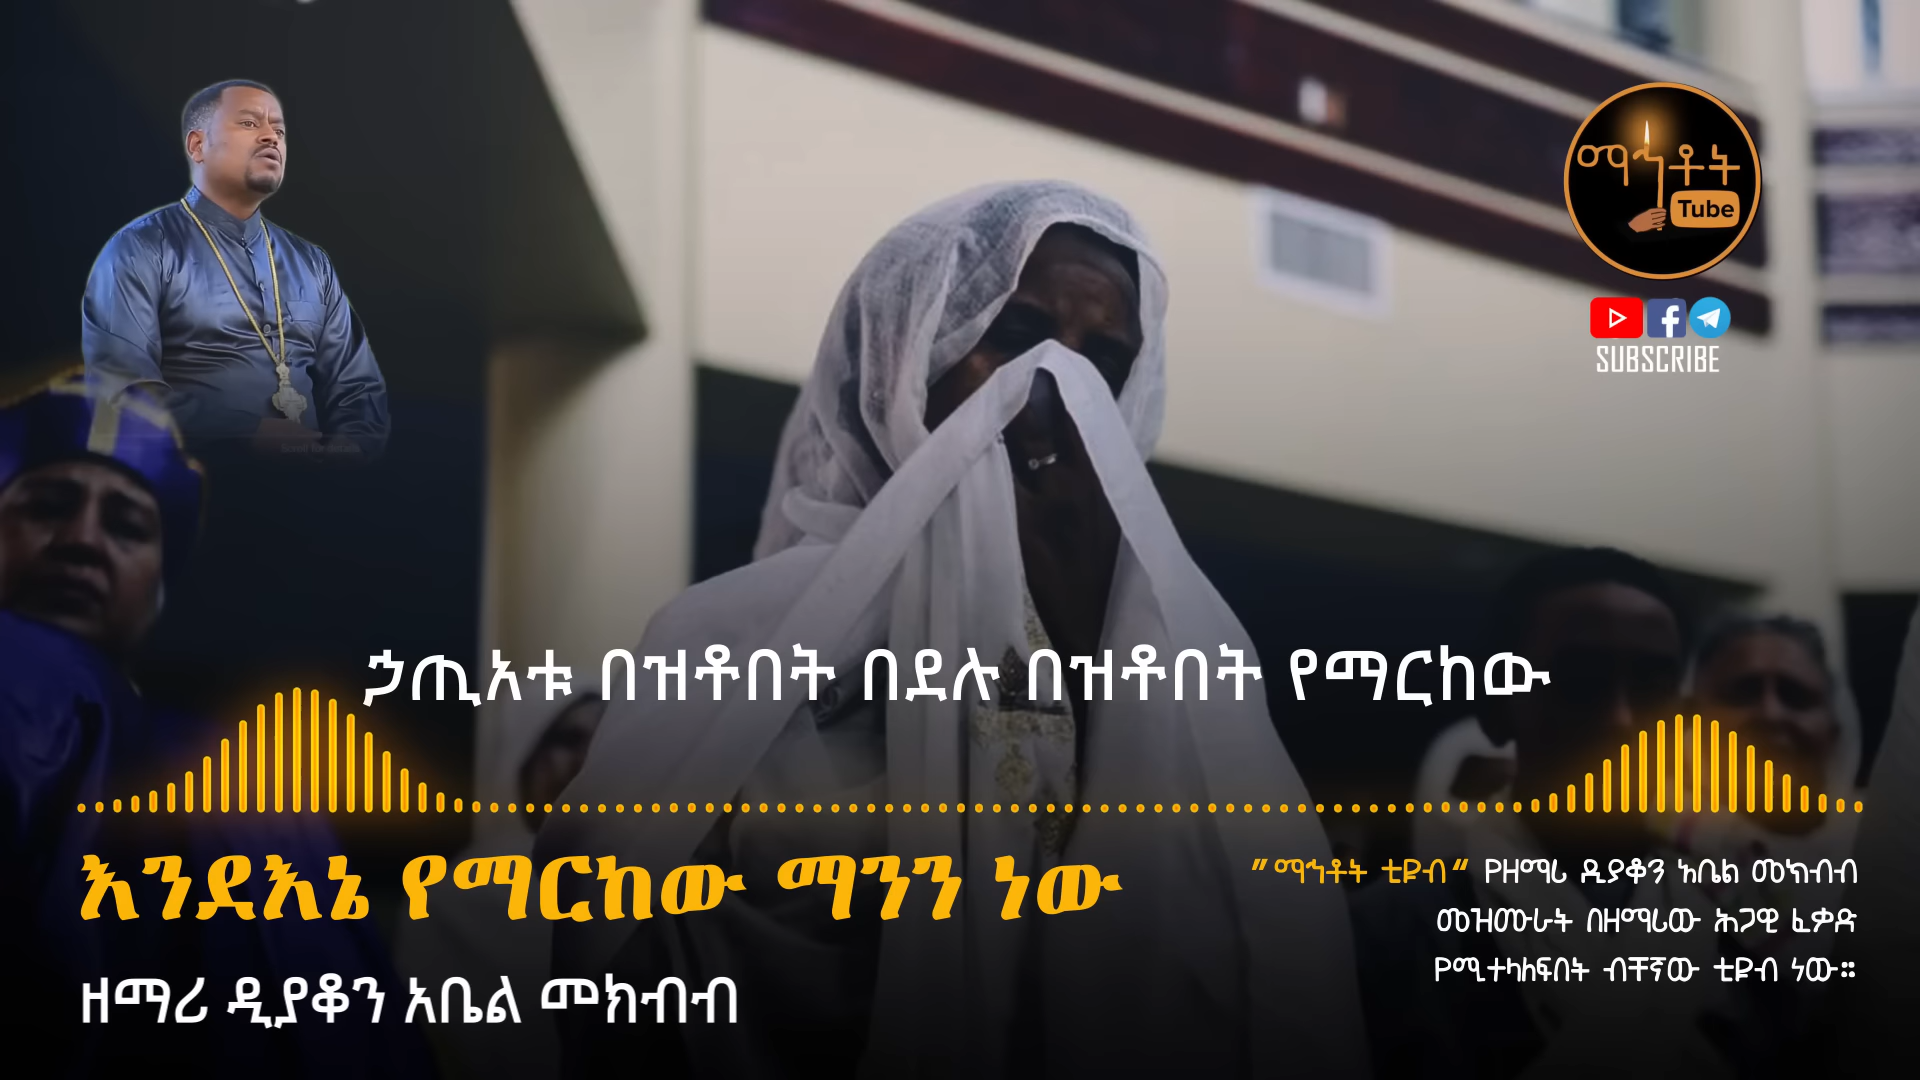 ማኅቶት
Tube
SUBSCRIBE
ኃጢአቱ በዝቶበት በደሉ በዝቶበት የማርከው
እንደእኔ የማርከው ማንን ነው
ዘማሪ ዲያቆን አቤል መክብብ
"ማኅቶት ቲዩብ" የዘማሪ ዲያቆን አቤል መክብብ
መዝሙራት በዘማሪው ሕጋዊ ፈቃድ
የሚተላለፍበት ብቸኛው ቲዩብ ነው።